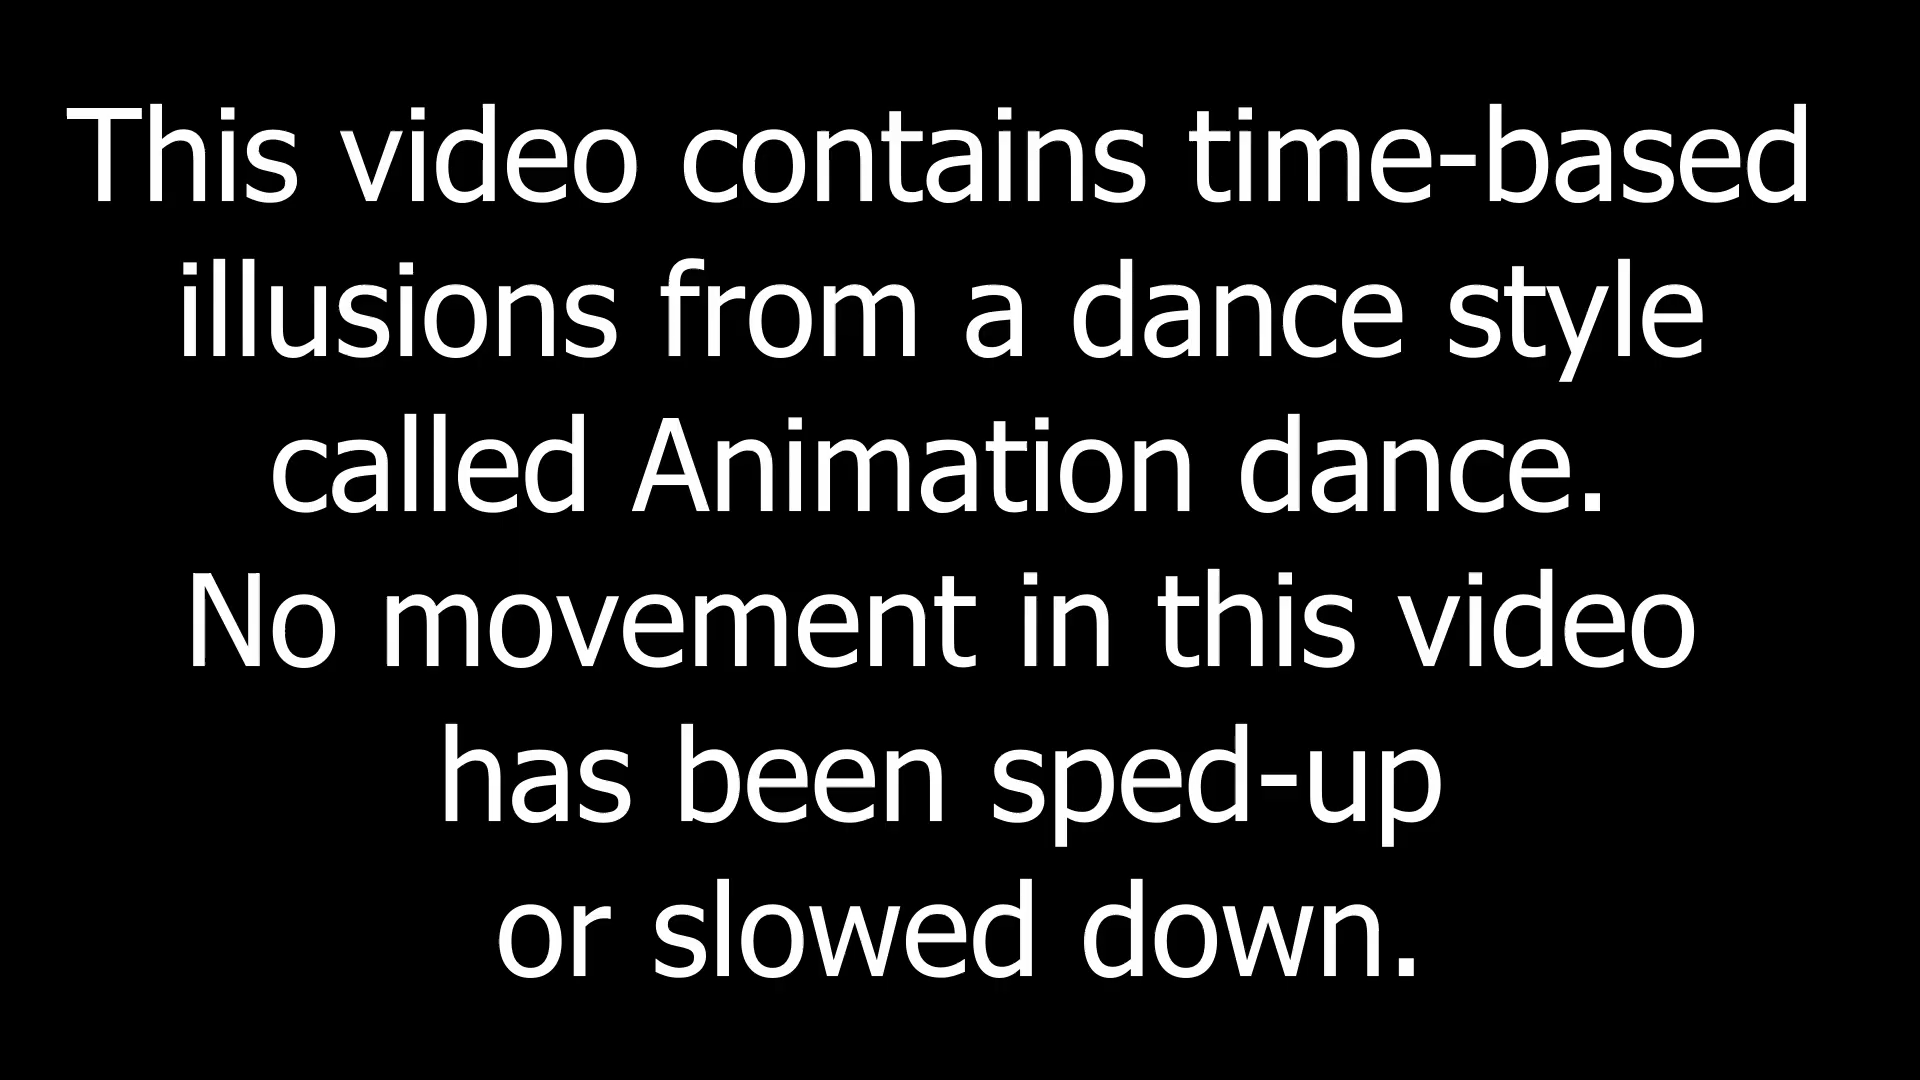 This video contains time-based
illusions from a dance style
called Animation dance.
No movement in this video
has been sped-up
or slowed down.